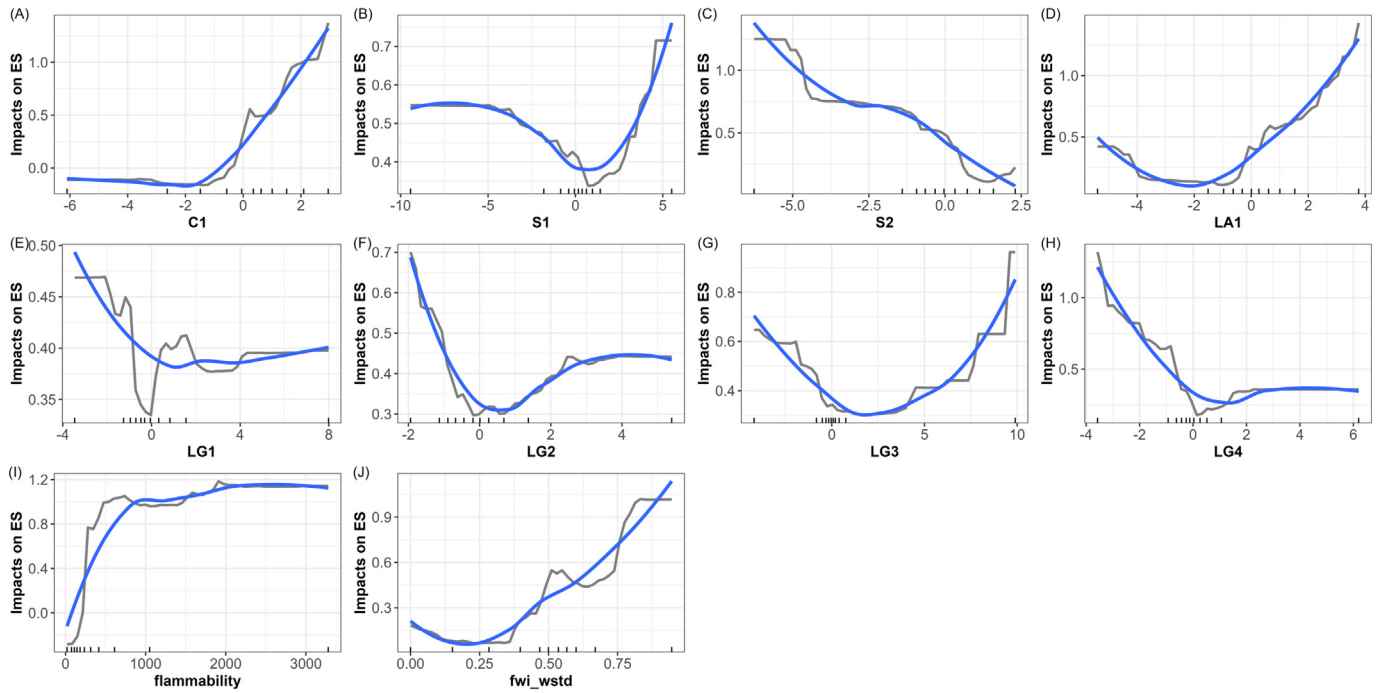 (A)
Impacts on ES
1.0
0.5
0.0
-6 -4 -2 0 2
C1
(B)
Impacts on ES
0.7
0.6
0.5
0.4
-10 -5 0 5
S1
(C)
Impacts on ES
1.0
0.5
-5.0 -2.5 0.0 2.5
S2
(D)
Impacts on ES
1.0
0.5
-4 -2 0 2 4
LA1
(E)
Impacts on ES
0.50
0.45
0.40
0.35
-4 0 4 8
LG1
(F)
Impacts on ES
0.7
0.6
0.5
0.4
0.3
-2 0 2 4
LG2
(G)
Impacts on ES
0.8
0.6
0.4
0 5 10
LG3
(H)
Impacts on ES
1.0
0.5
-4 -2 0 2 4 6
LG4
(I)
Impacts on ES
1.2
0.8
0.4
0.0
0 1000 2000 3000
flammability
(J)
Impacts on ES
0.9
0.6
0.3
0.00 0.25 0.50 0.75
fwi_wstd